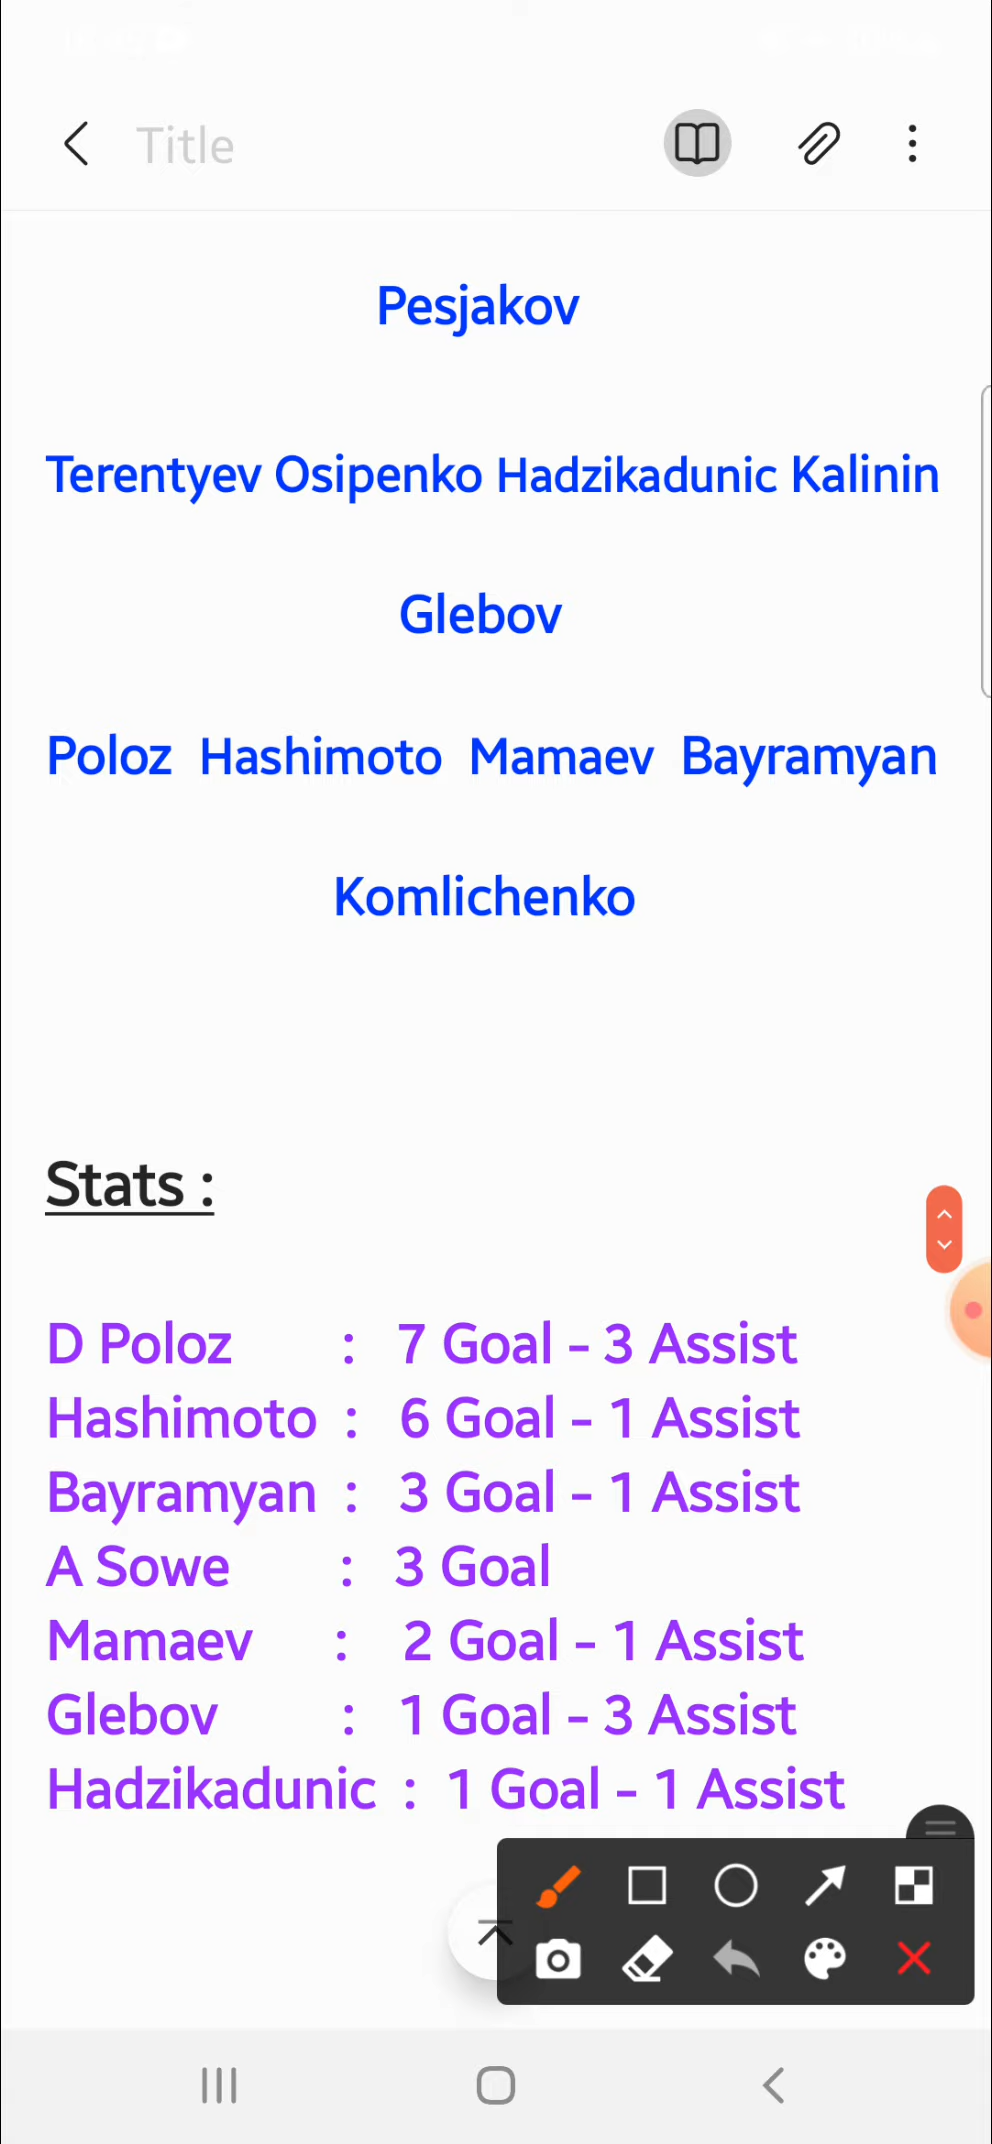 Title
Pesjakov
Terentyev Osipenko Hadzikadunic Kalinin
Glebov
Poloz Hashimoto Mamaev Bayramyan
Komlichenko
Stats :
D Poloz : 7 Goal - 3 Assist
Hashimoto : 6 Goal - 1 Assist
Bayramyan : 3 Goal - 1 Assist
A Sowe : 3 Goal
Mamaev : 2 Goal - 1 Assist
Glebov : 1 Goal - 3 Assist
Hadzikadunic : 1 Goal - 1 Assist